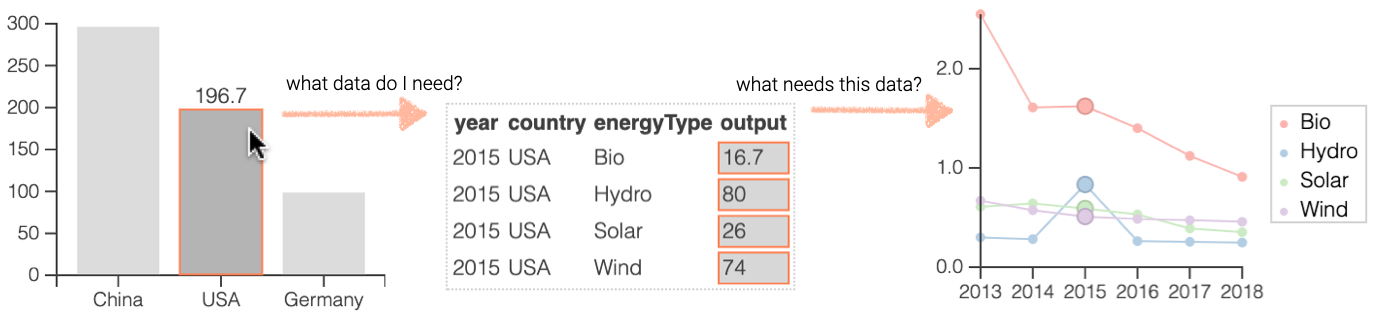 300
250
200
150
100
50
0
196.7
China USA Germany
what data do I need?
year country energyType output
2015 USA Bio 16.7
2015 USA Hydro 80
2015 USA Solar 26
2015 USA Wind 74
what needs this data?
2.0
1.0
0.0
2013 2014 2015 2016 2017 2018
Bio
Hydro
Solar
Wind